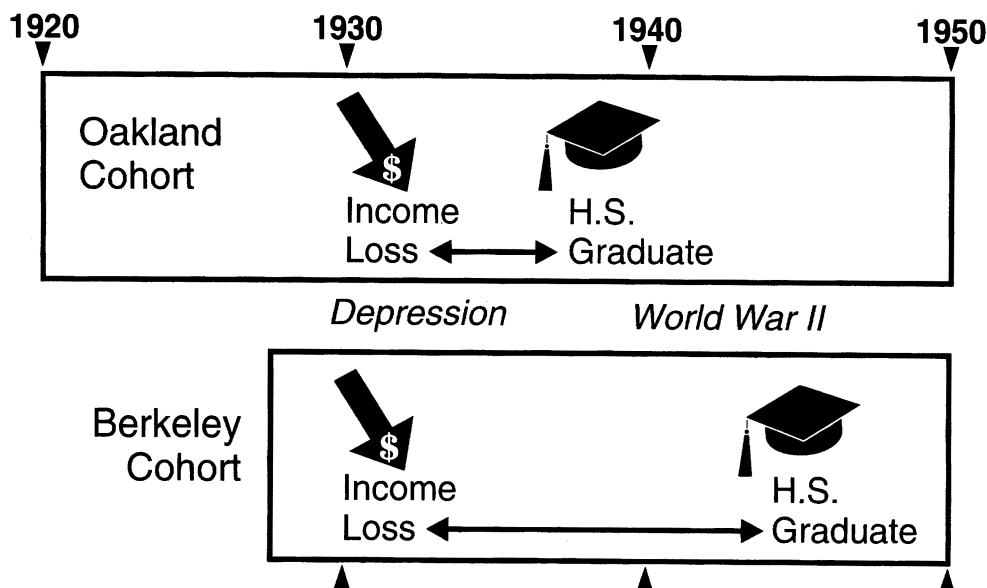 1920 1930 1940 1950
Oakland
Cohort
$
Income
Loss
H.S.
Graduate
Depression World War II
Berkeley
Cohort
$
Income
Loss
H.S.
Graduate